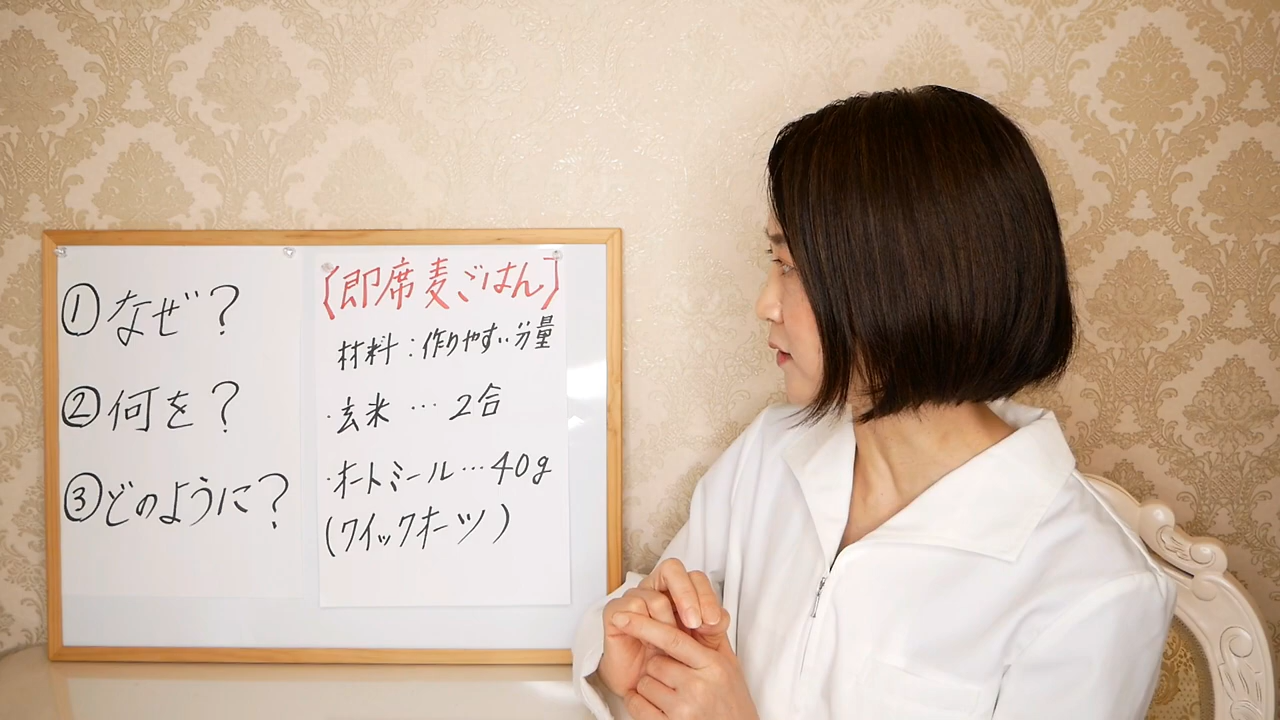 ①なぜ?
②何を?
③どのように?
〔即席麦ごはん〕
材料:作りやすい分量
・玄米…2合
・オートミール…40g
(クイックオーツ)